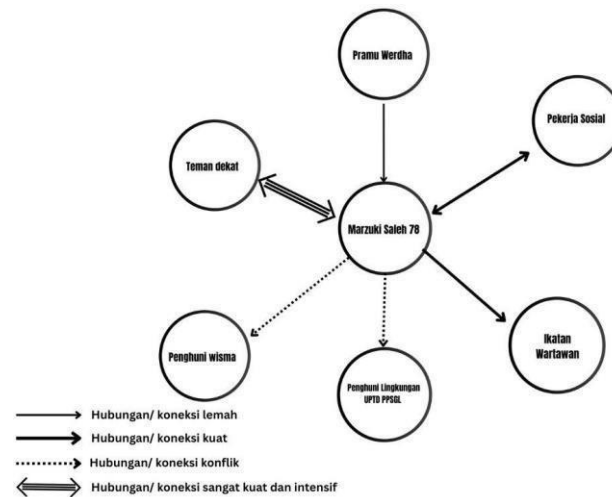 Pramu Werdha
Pekerja Sosial
Teman dekat
Marzuki Saleh 78
Ikatan
Wartawan
Penghuni wisma
Penghuni Lingkungan
UPTD PPSGL
Hubungan/ koneksi lemah
Hubungan/ koneksi kuat
Hubungan/ koneksi konflik
Hubungan/ koneksi sangat kuat dan intensif